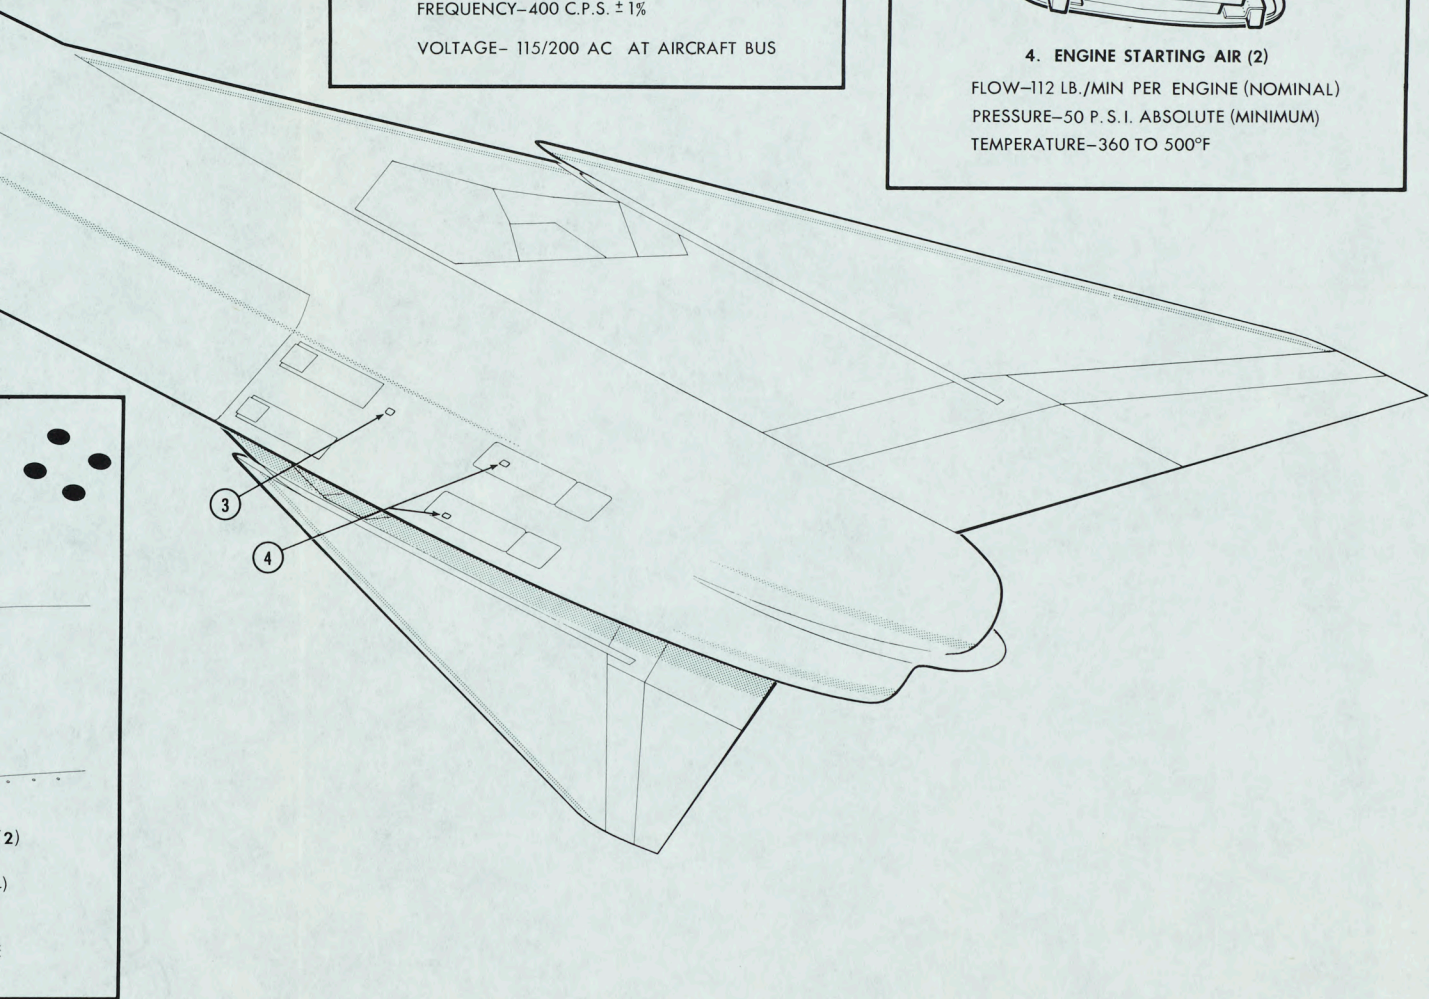 FREQUENCY–400 C.P.S. ± 1%
VOLTAGE– 115/200 AC AT AIRCRAFT BUS
4. ENGINE STARTING AIR (2)
FLOW–112 LB./MIN PER ENGINE (NOMINAL)
PRESSURE–50 P.S.I. ABSOLUTE (MINIMUM)
TEMPERATURE–360 TO 500°F
3
4
2)